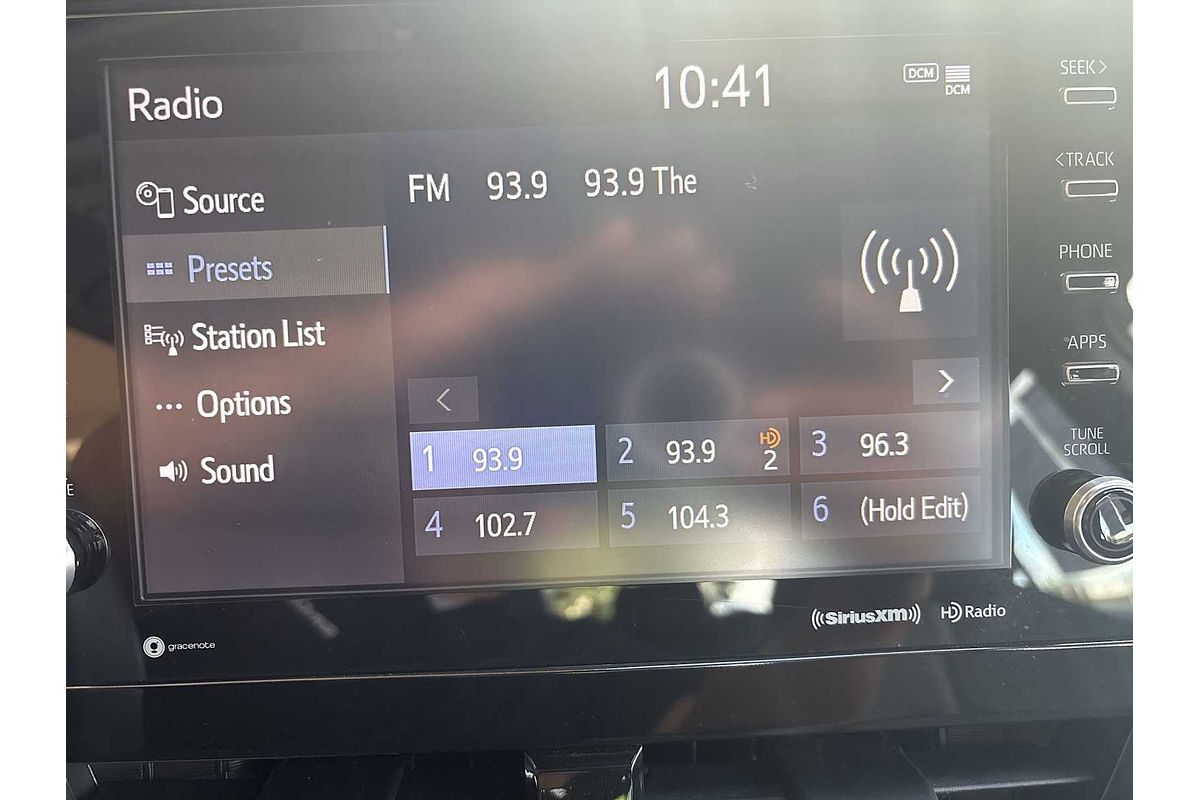 Radio
10:41
DCM
DCM
Source
Presets
Station List
Options
Sound
FM 93.9 93.9 The
<
>
1 93.9
2 93.9 HD 2
3 96.3
4 102.7
5 104.3
6 (Hold Edit)
SEEK>
<TRACK
PHONE
APPS
TUNE
SCROLL
E
gracenote
((SiriusXM))
HD Radio